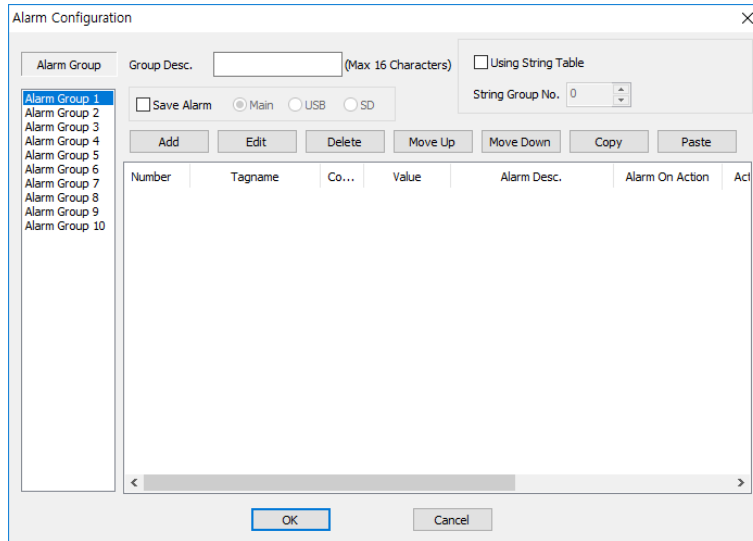 Alarm Configuration
Alarm Group
Group Desc.
(Max 16 Characters)
Using String Table
String Group No. 0
Save Alarm Main USB SD
Add Edit Delete Move Up Move Down Copy Paste
Number Tagname Co... Value Alarm Desc. Alarm On Action Act
Alarm Group 1
Alarm Group 2
Alarm Group 3
Alarm Group 4
Alarm Group 5
Alarm Group 6
Alarm Group 7
Alarm Group 8
Alarm Group 9
Alarm Group 10
OK Cancel